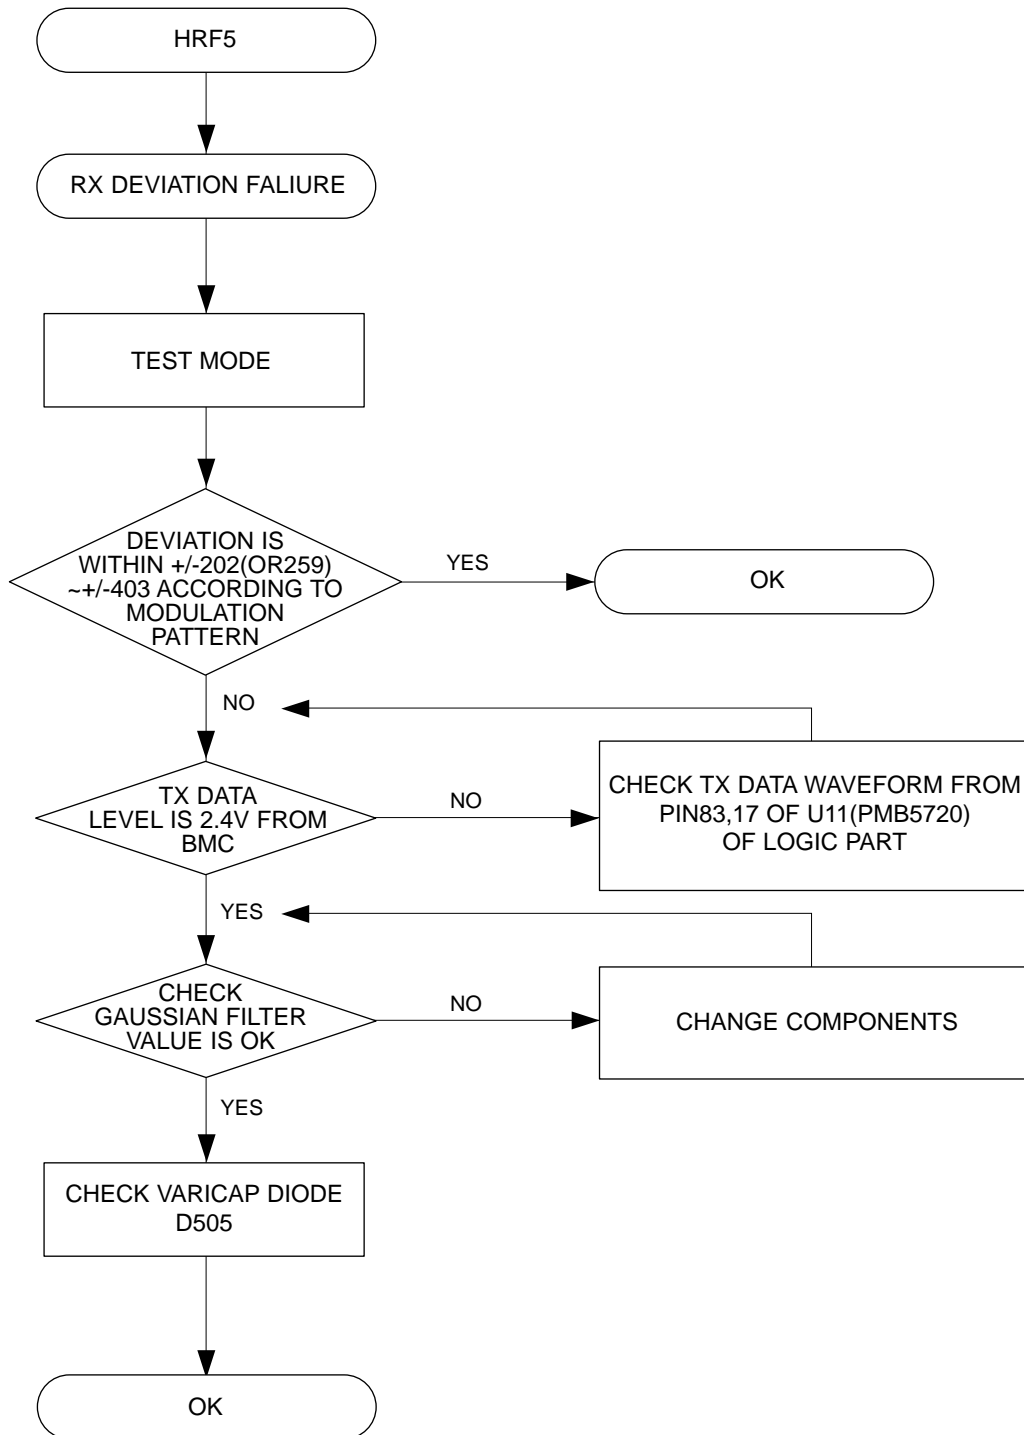 HRF5
RX DEVIATION FALIURE
TEST MODE
DEVIATION IS
WITHIN +/-202(OR259)
~+/-403 ACCORDING TO
MODULATION
PATTERN
YES
OK
NO
TX DATA
LEVEL IS 2.4V FROM
BMC
NO
CHECK TX DATA WAVEFORM FROM
PIN83,17 OF U11(PMB5720)
OF LOGIC PART
YES
CHECK
GAUSSIAN FILTER
VALUE IS OK
NO
CHANGE COMPONENTS
YES
CHECK VARICAP DIODE
D505
OK